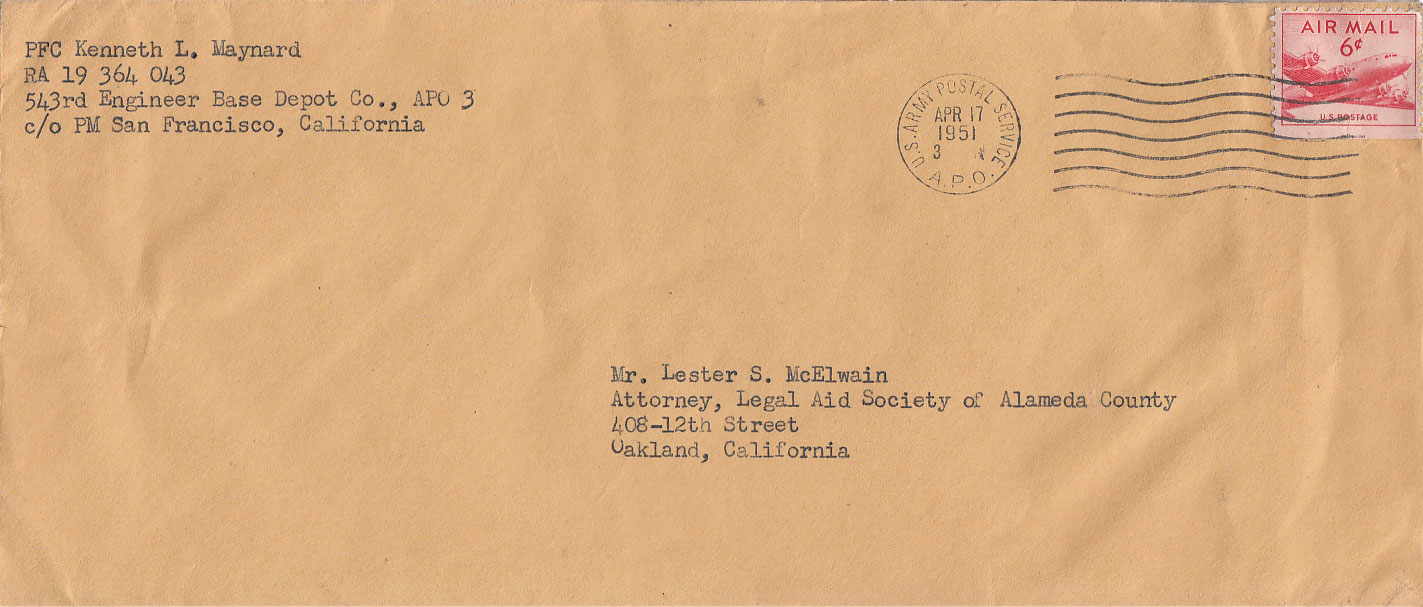 PFC Kenneth L. Maynard
RA 19 364 043
543rd Engineer Base Depot Co., APO 3
c/o PM San Francisco, California
U.S. ARMY POSTAL SERVICE
APR 17
1951
3
A.P.O.
AIR MAIL
6¢
U.S. POSTAGE
Mr. Lester S. McElwain
Attorney, Legal Aid Society of Alameda County
408-12th Street
Oakland, California